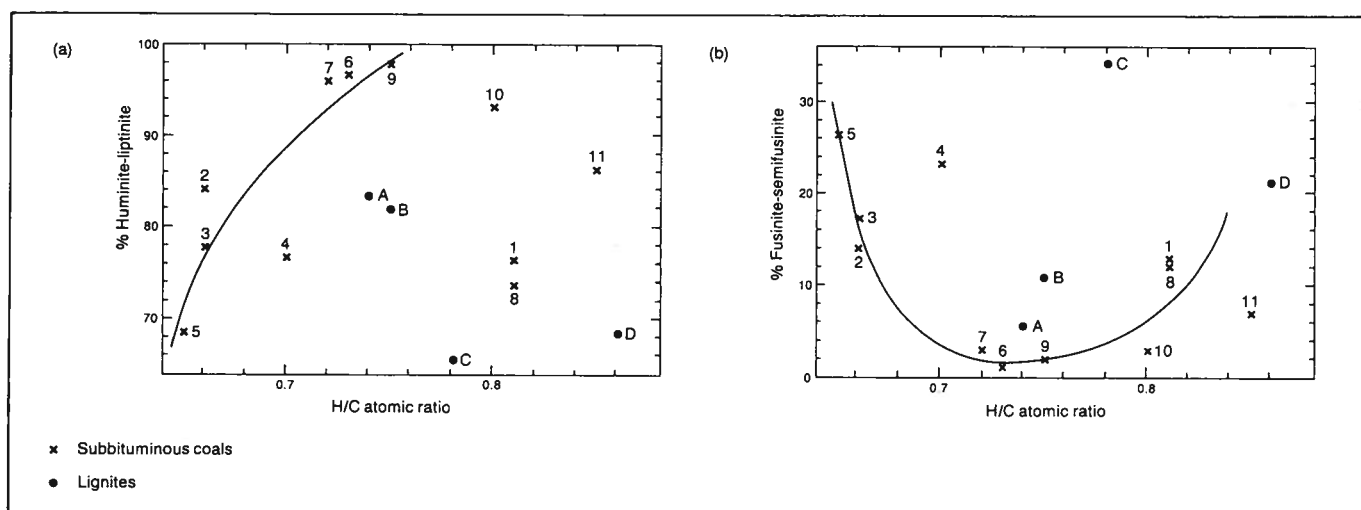 (a)
% Huminite-liptinite
100
90
80
70
0.7
0.8
H/C atomic ratio
7
6
9
10
11
2
3
A
B
4
1
8
5
C
D
(b)
% Fusinite-semifusinite
30
20
10
0
0.7
0.8
H/C atomic ratio
C
5
4
D
3
2
1
8
B
11
A
7
6
9
10
× Subbituminous coals
● Lignites